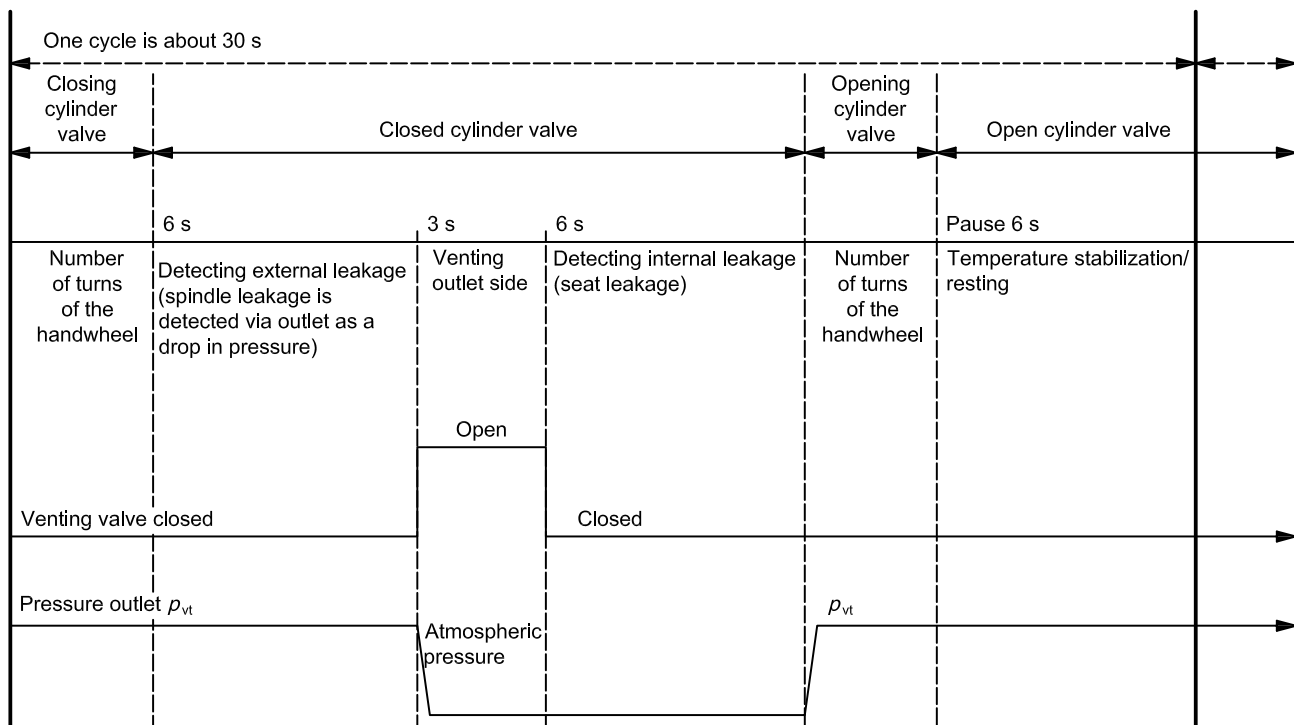 One cycle is about 30 s
Closing
cylinder
valve
Closed cylinder valve
Opening
cylinder
valve
Open cylinder valve
6 s
3 s
6 s
Pause 6 s
Number
of turns
of the
handwheel
Detecting external leakage
(spindle leakage is
detected via outlet as a
drop in pressure)
Venting
outlet side
Detecting internal leakage
(seat leakage)
Number
of turns
of the
handwheel
Temperature stabilization/
resting
Open
Venting valve closed
Closed
Pressure outlet pvt
Atmospheric
pressure
pvt